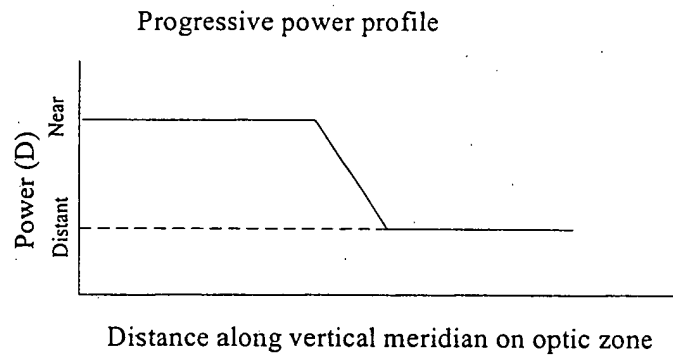 Progressive power profile
Power (D)
Near
Distant
Distance along vertical meridian on optic zone